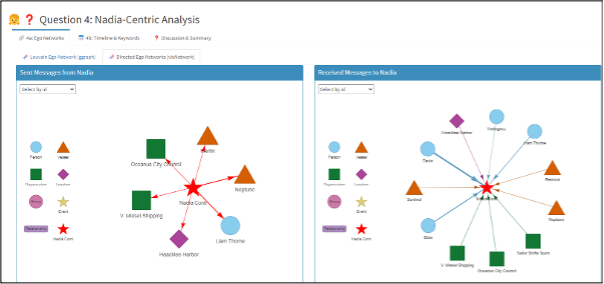 Question 4: Nadia-Centric Analysis
4a: Ego Networks
4b: Timeline & Keywords
Discussion & Summary
Louvain Ego Network (ggraph)
Directed Ego Networks (visNetwork)
Sent Messages from Nadia
Received Messages to Nadia
Select by id
Select by id
Person
Vessel
Organization
Location
Group
Event
Relationship
Nadia Conti
Oceanus City Council
Neptune
Nadia Conti
V. Miesel Shipping
Haacklee Harbor
Liam Thorne
Person
Vessel
Organization
Location
Group
Event
Relationship
Nadia Conti
Haacklee Harbor
Liam Thorne
Davis
Remora
Sentinel
Neptune
Elise
V. Miesel Shipping
Oceanus City Council
Sailor Shifts Team